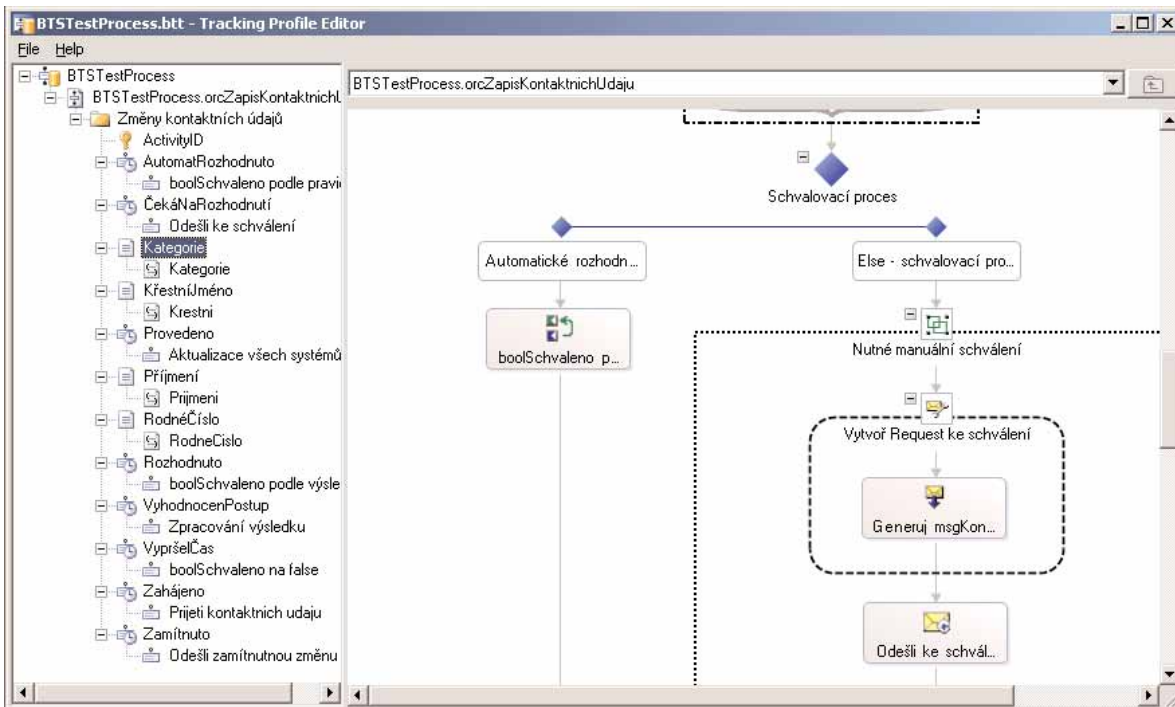 BTSTestProcess.btt - Tracking Profile Editor
File Help
BTSTestProcess
BTSTestProcess.orcZapisKontaktnichU
Změny kontaktních údajů
ActivityID
AutomatRozhodnuto
boolSchvaleno podle pravid
ČekáNaRozhodnutí
Odešli ke schválení
Kategorie
Kategorie
KřestníJméno
Krestni
Provedeno
Aktualizace všech systémů
Příjmení
Prijmeni
RodnéČíslo
RodneCislo
Rozhodnuto
boolSchvaleno podle výsle
VyhodnocenPostup
Zpracování výsledku
VypršelČas
boolSchvaleno na false
Zahájeno
Prijeti kontaktnich udaju
Zamítnuto
Odešli zamítnutnou změnu
BTSTestProcess.orcZapisKontaktnichUdaju
Schvalovací proces
Automatické rozhodn...
Else - schvalovací pro...
boolSchvaleno p...
Nutné manuální schválení
Vytvoř Request ke schválení
Generuj msgKon...
Odešli ke schvál...